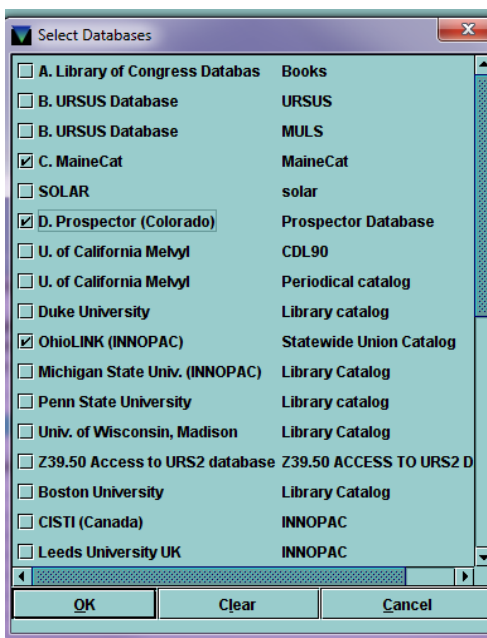 Select Databases
A. Library of Congress Databas Books
B. URSUS Database URSUS
B. URSUS Database MULS
C. MaineCat MaineCat
SOLAR solar
D. Prospector (Colorado) Prospector Database
U. of California Melvyl CDL90
U. of California Melvyl Periodical catalog
Duke University Library catalog
OhioLINK (INNOPAC) Statewide Union Catalog
Michigan State Univ. (INNOPAC) Library Catalog
Penn State University Library catalog
Univ. of Wisconsin, Madison Library Catalog
Z39.50 Access to URS2 database Z39.50 ACCESS TO URS2 D
Boston University Library Catalog
CISTI (Canada) INNOPAC
Leeds University UK INNOPAC
OK Clear Cancel